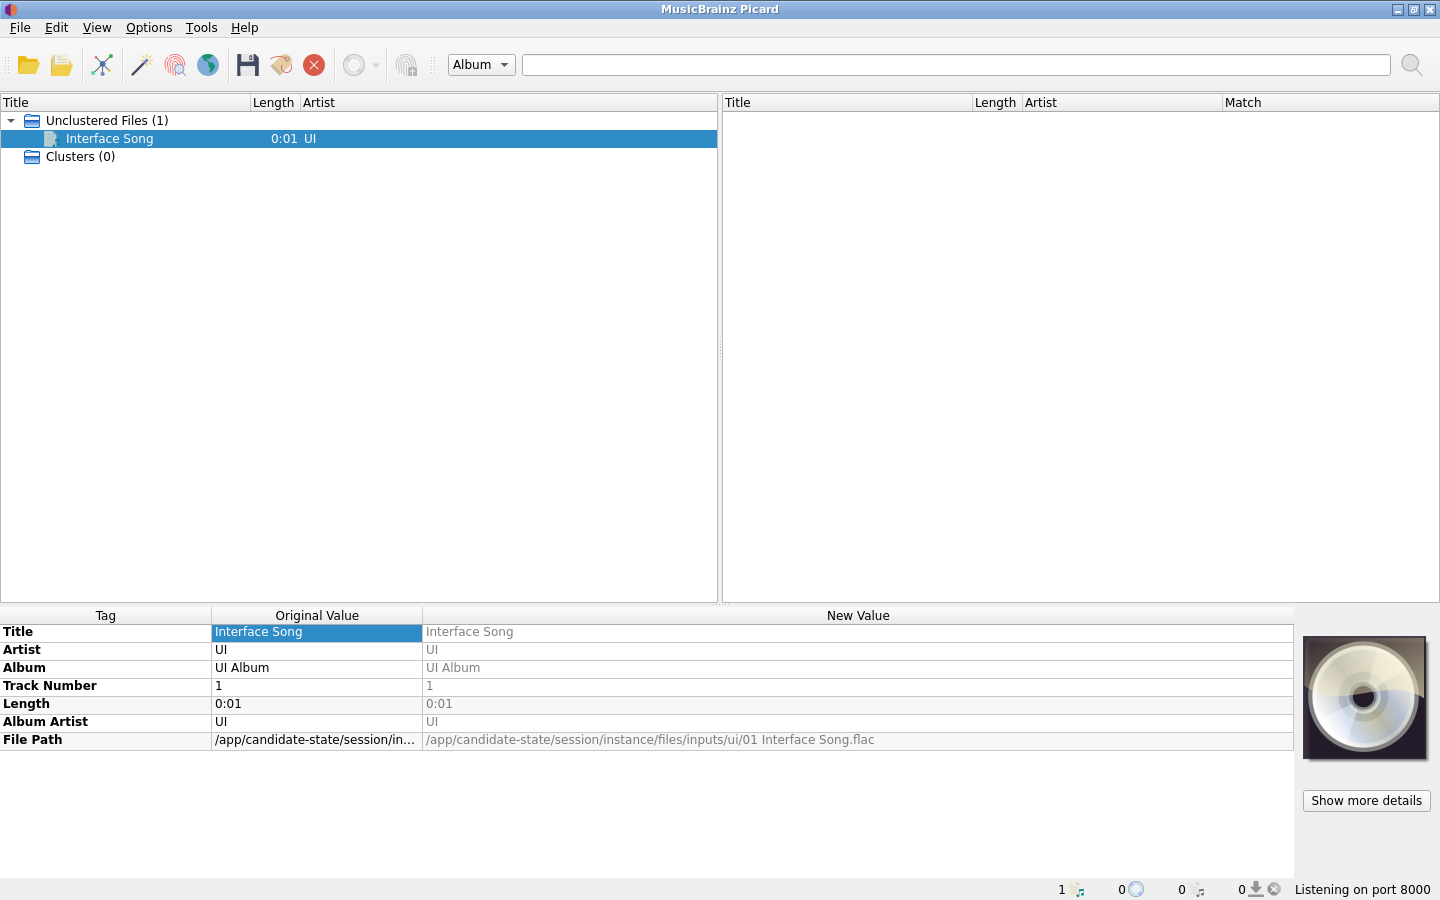 MusicBrainz Picard
File Edit View Options Tools Help
Album
Title Length Artist
Title Length Artist Match
Unclustered Files (1)
Interface Song 0:01 UI
Clusters (0)
Tag Original Value New Value
Title Interface Song Interface Song
Artist UI UI
Album UI Album UI Album
Track Number 1 1
Length 0:01 0:01
Album Artist UI UI
File Path /app/candidate-state/session/in... /app/candidate-state/session/instance/files/inputs/ui/01 Interface Song.flac
Show more details
1 0 0 0 Listening on port 8000